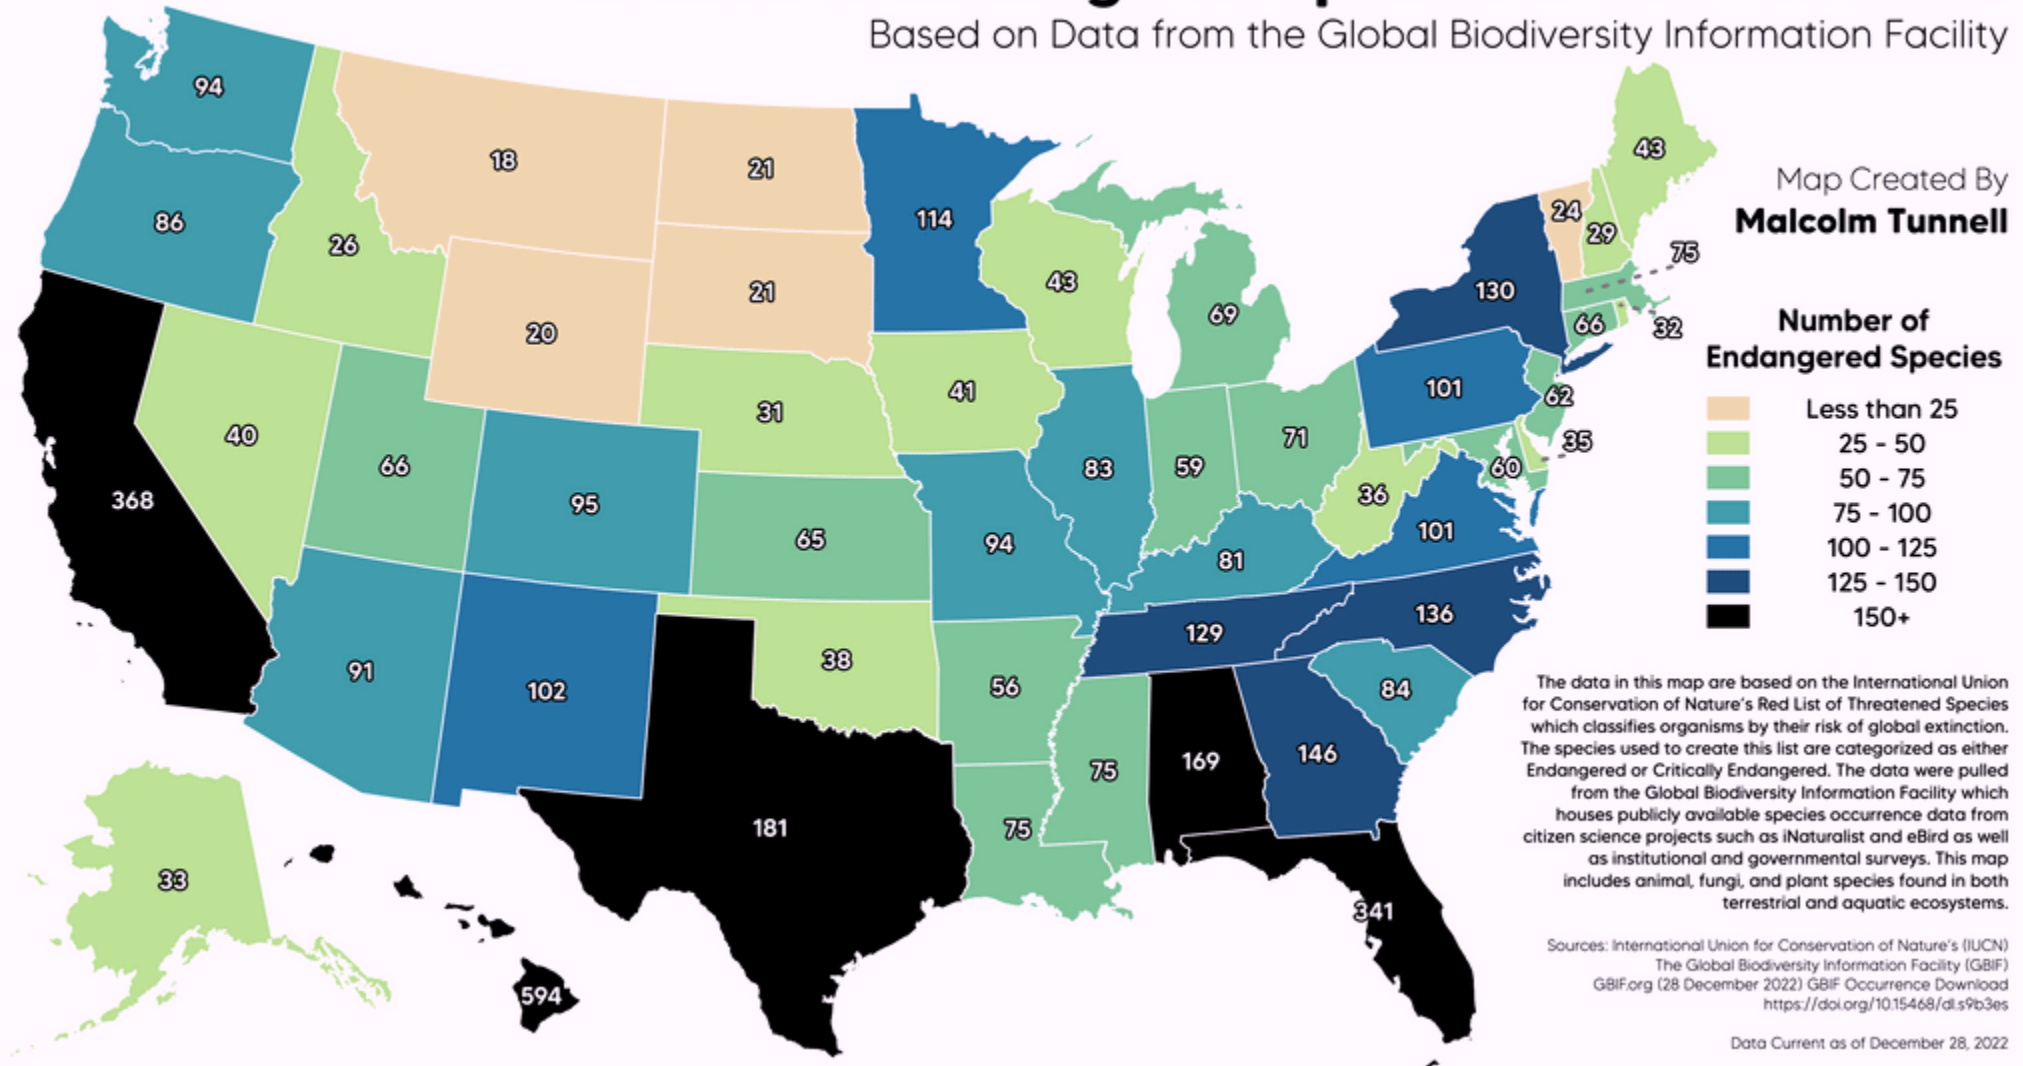 Based on Data from the Global Biodiversity Information Facility
Map Created By
Malcolm Tunnell
Number of
Endangered Species
Less than 25
25 - 50
50 - 75
75 - 100
100 - 125
125 - 150
150+
94
86
26
18
21
21
20
114
43
69
43
24
29
75
32
66
130
101
62
35
60
368
40
66
95
31
41
83
59
71
36
101
65
94
81
136
129
91
102
38
56
84
181
75
75
169
146
341
33
594
The data in this map are based on the International Union
for Conservation of Nature's Red List of Threatened Species
which classifies organisms by their risk of global extinction.
The species used to create this list are categorized as either
Endangered or Critically Endangered. The data were pulled
from the Global Biodiversity Information Facility which
houses publicly available species occurrence data from
citizen science projects such as iNaturalist and eBird as well
as institutional and governmental surveys. This map
includes animal, fungi, and plant species found in both
terrestrial and aquatic ecosystems.
Sources: International Union for Conservation of Nature's (IUCN)
The Global Biodiversity Information Facility (GBIF)
GBIF.org (28 December 2022) GBIF Occurrence Download
https://doi.org/10.15468/dl.s9b3es
Data Current as of December 28, 2022